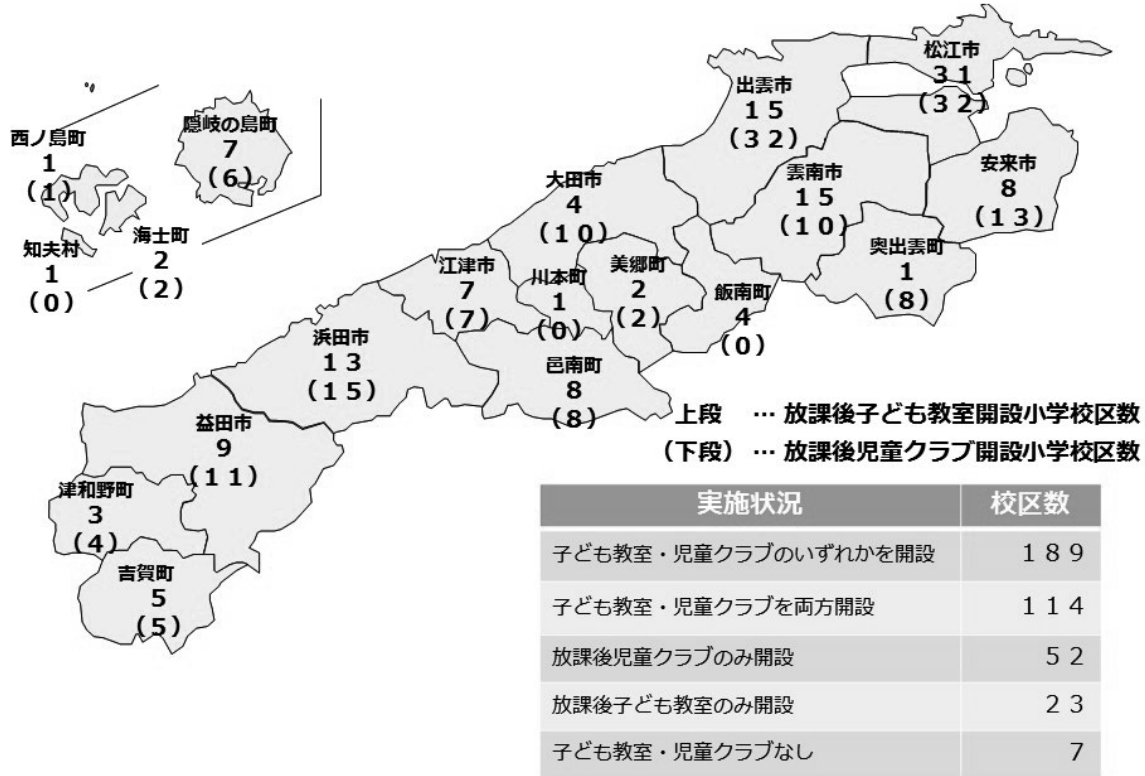 松江市
31
(32)
出雲市
15
(32)
安来市
8
(13)
雲南市
15
(10)
奥出雲町
1
(8)
大田市
4
(10)
飯南町
4
(0)
美郷町
2
(2)
川本町
1
(0)
江津市
7
(7)
邑南町
8
(8)
浜田市
13
(15)
益田市
9
(11)
津和野町
3
(4)
吉賀町
5
(5)
隠岐の島町
7
(6)
西ノ島町
1
(1)
海士町
2
(2)
知夫村
1
(0)
上段 … 放課後子ども教室開設小学校区数
(下段) … 放課後児童クラブ開設小学校区数
実施状況 校区数
子ども教室・児童クラブのいずれかを開設 189
子ども教室・児童クラブを両方開設 114
放課後児童クラブのみ開設 52
放課後子ども教室のみ開設 23
子ども教室・児童クラブなし 7